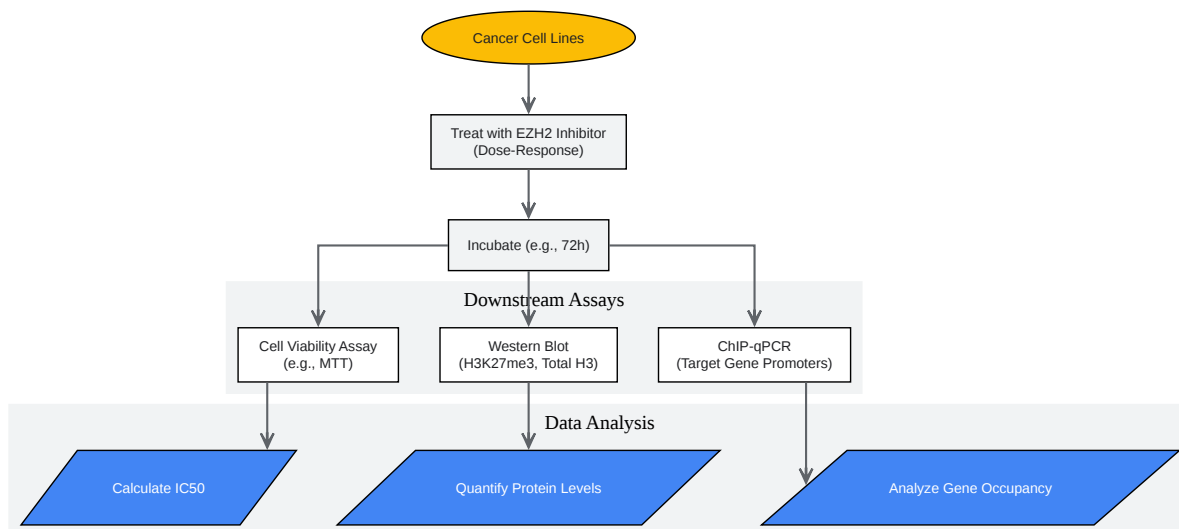 Cancer Cell Lines
Treat with EZH2 Inhibitor
(Dose-Response)
Incubate (e.g., 72h)
Downstream Assays
Cell Viability Assay
(e.g., MTT)
Western Blot
(H3K27me3, Total H3)
ChIP-qPCR
(Target Gene Promoters)
Data Analysis
Calculate IC50
Quantify Protein Levels
Analyze Gene Occupancy